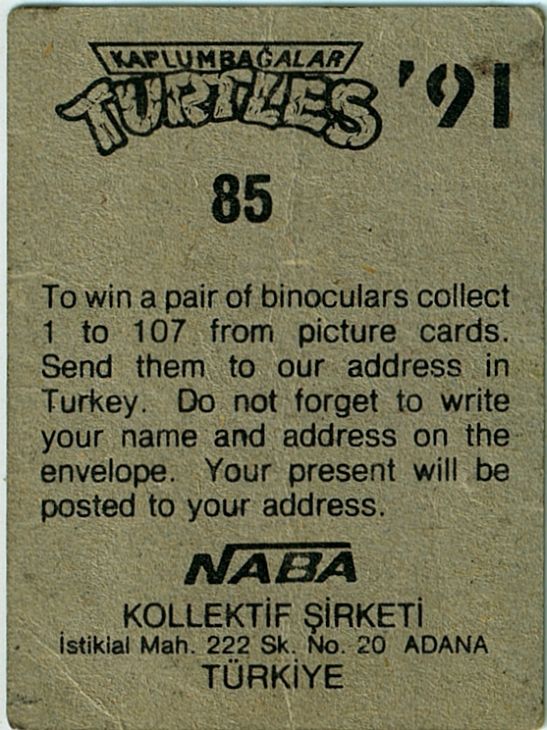 KAPLUMBAĞALAR
TURTLES '91
85
To win a pair of binoculars collect
1 to 107 from picture cards.
Send them to our address in
Turkey. Do not forget to write
your name and address on the
envelope. Your present will be
posted to your address.
NABA
KOLLEKTİF ŞİRKETİ
İstiklal Mah. 222 Sk. No. 20 ADANA
TÜRKİYE